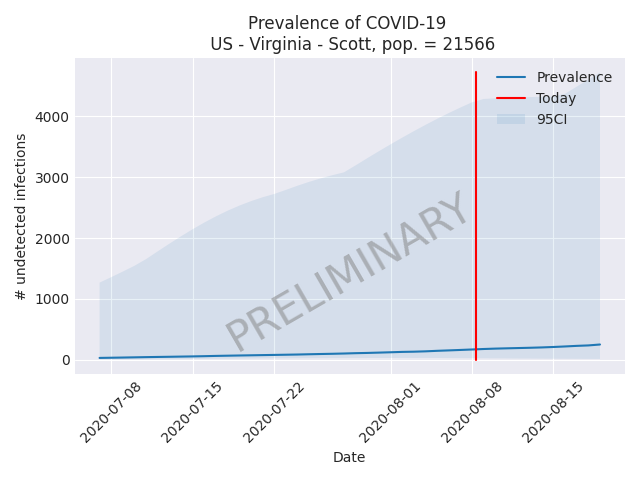 Prevalence of COVID-19
US - Virginia - Scott, pop. = 21566
Prevalence
Today
95CI
# undetected infections
4000
3000
2000
1000
0
PRELIMINARY
2020-07-08
2020-07-15
2020-07-22
2020-08-01
2020-08-08
2020-08-15
Date